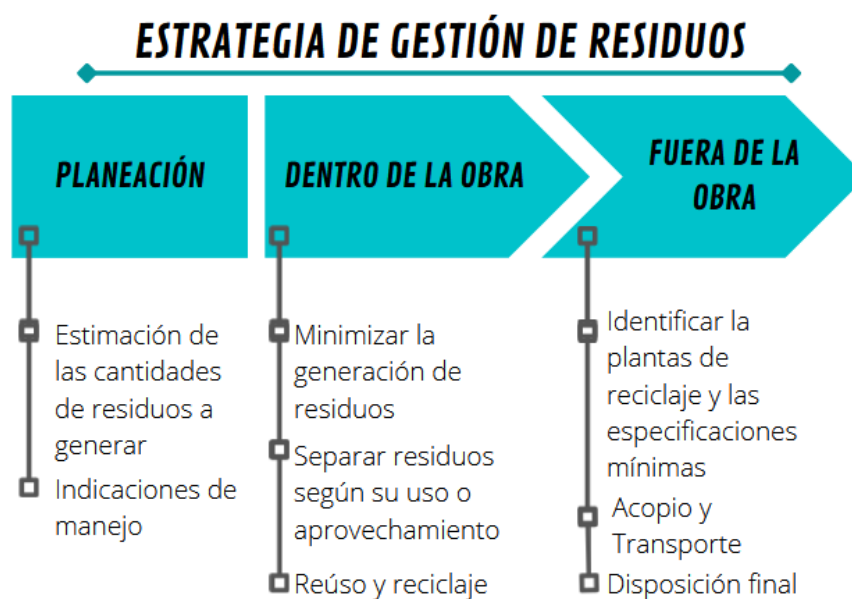 ESTRATEGIA DE GESTIÓN DE RESIDUOS
PLANEACIÓN
Estimación de
las cantidades
de residuos a
generar
Indicaciones de
manejo
DENTRO DE LA OBRA
Minimizar la
generación de
residuos
Separar residuos
según su uso o
aprovechamiento
Reúso y reciclaje
FUERA DE LA
OBRA
Identificar la
plantas de
reciclaje y las
especificaciones
mínimas
Acopio y
Transporte
Disposición final